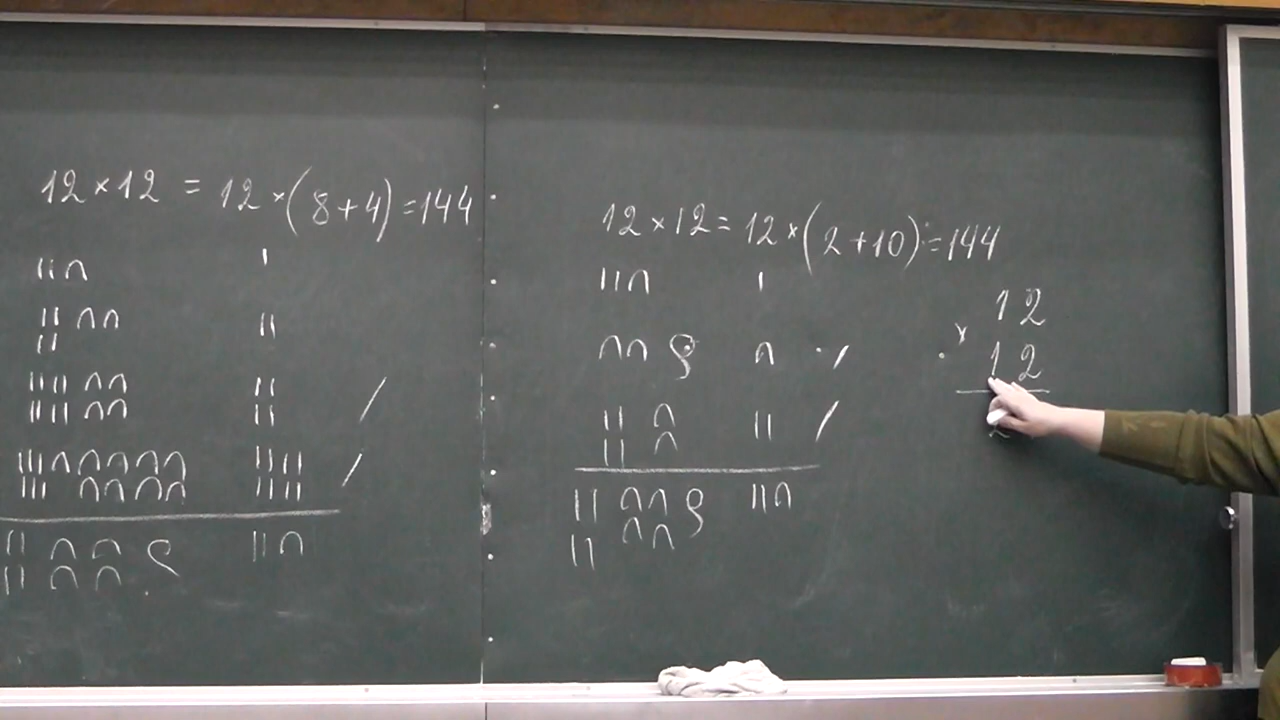 12 × 12 = 12 × (8 + 4) = 144
||∩ |
|| ∩∩ ||
||
|||| ∩∩ || /
|||| ∩∩ ||
||||∩∩∩∩∩ |||| /
|||| ∩∩∩∩ ||||
|| ∩∩ 𓍢 ||∩
|| ∩∩
12 × 12 = 12 × (2 + 10) = 144
||∩ |
∩∩ 𓍢 ∩ /
|| ∩ || /
|| ∩
|| ∩∩ 𓍢 ||∩
|| ∩∩
12
×
12